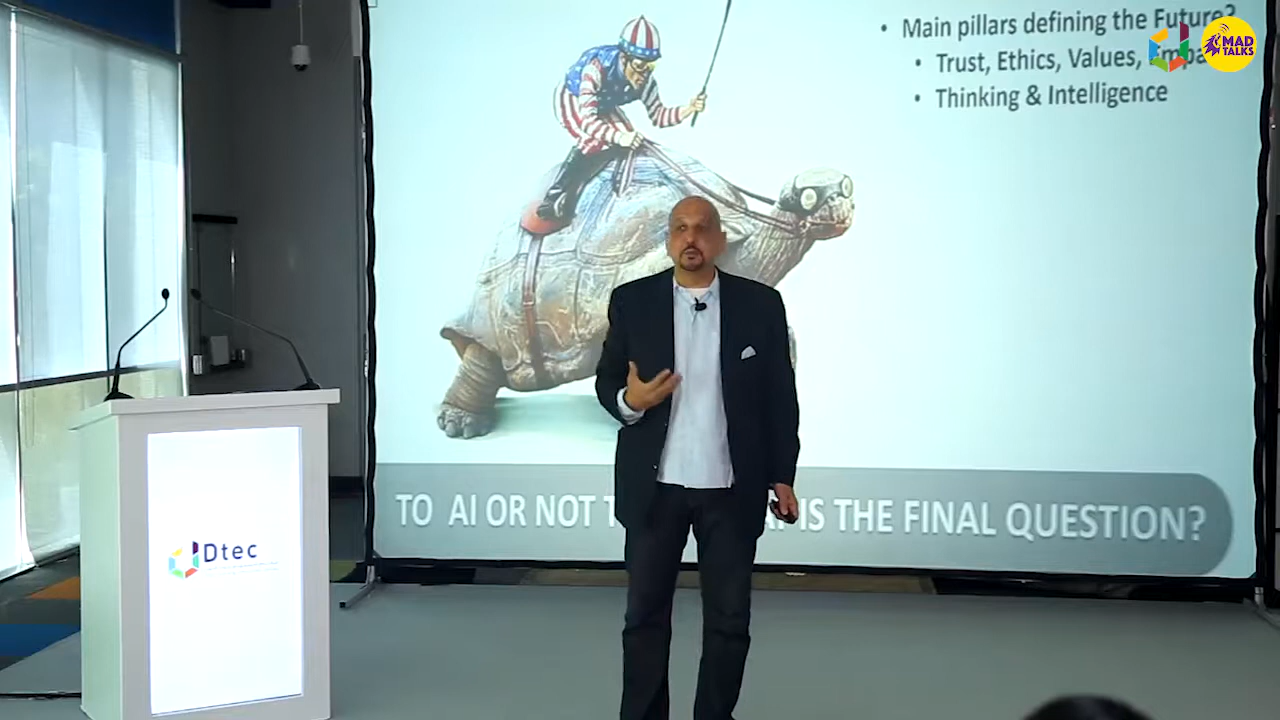 • Main pillars defining the Future?
• Trust, Ethics, Values,
• Thinking & Intelligence
MAD
TALKS
TO AI OR NOT IS THE FINAL QUESTION?
Dtec